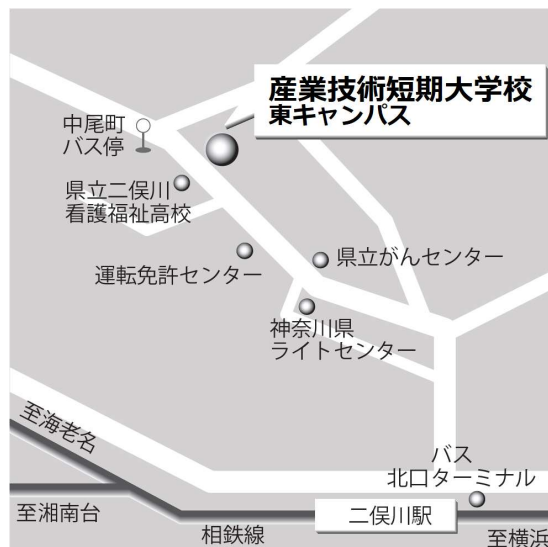 産業技術短期大学校
東キャンパス
中尾町
バス停
県立二俣川
看護福祉高校
運転免許センター
県立がんセンター
神奈川県
ライトセンター
バス
北口ターミナル
至海老名
至湘南台
相鉄線
二俣川駅
至横浜